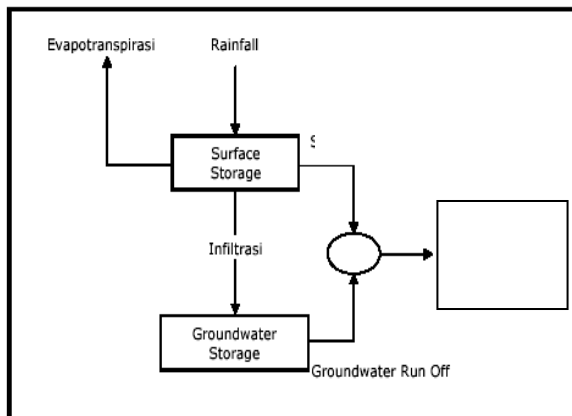 Evapotranspirasi
Rainfall
S
Surface
Storage
Infiltrasi
Groundwater
Storage
Groundwater Run Off